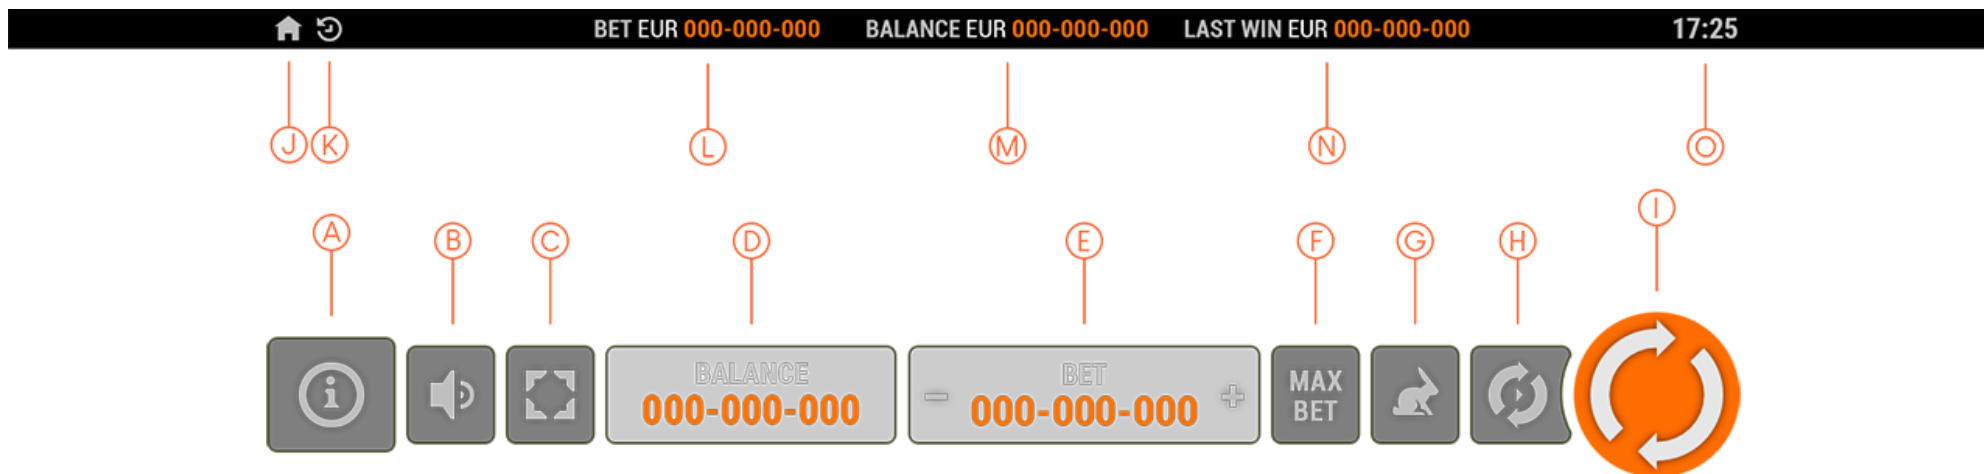 BET EUR 000-000-000 BALANCE EUR 000-000-000 LAST WIN EUR 000-000-000 17:25
J K L M N O
A B C D E F G H I
BALANCE
000-000-000
BET
- 000-000-000 +
MAX
BET